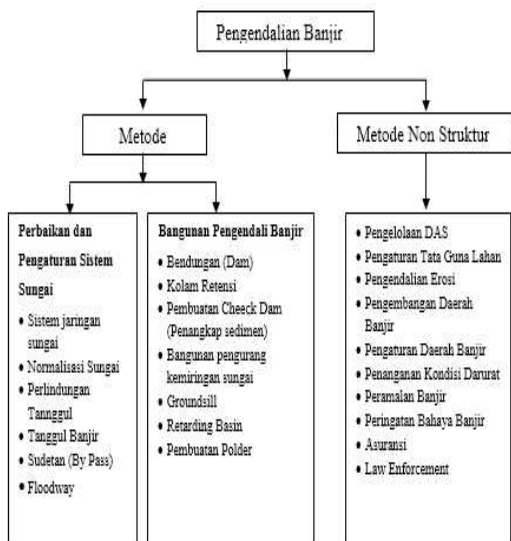 Pengendalian Banjir
Metode
Metode Non Struktur
Perbaikan dan
Pengaturan Sistem
Sungai
• Sistem jaringan
sungai
• Normalisasi Sungai
• Perlindungan
Tannggul
• Tanggul Banjir
• Sudetan (By Pass)
• Floodway
Bangunan Pengendali Banjir
• Bendungan (Dam)
• Kolam Retensi
• Pembuatan Cheeck Dam
(Penangkap sedimen)
• Bangunan pengurang
kemiringan sungai
• Groundsill
• Retarding Basin
• Pembuatan Polder
• Pengelolaan DAS
• Pengaturan Tata Guna Lahan
• Pengendalian Erosi
• Pengembangan Daerah
Banjir
• Pengaturan Daerah Banjir
• Penanganan Kondisi Darurat
• Peramalan Banjir
• Peringatan Bahaya Banjir
• Asuransi
• Law Enforcement